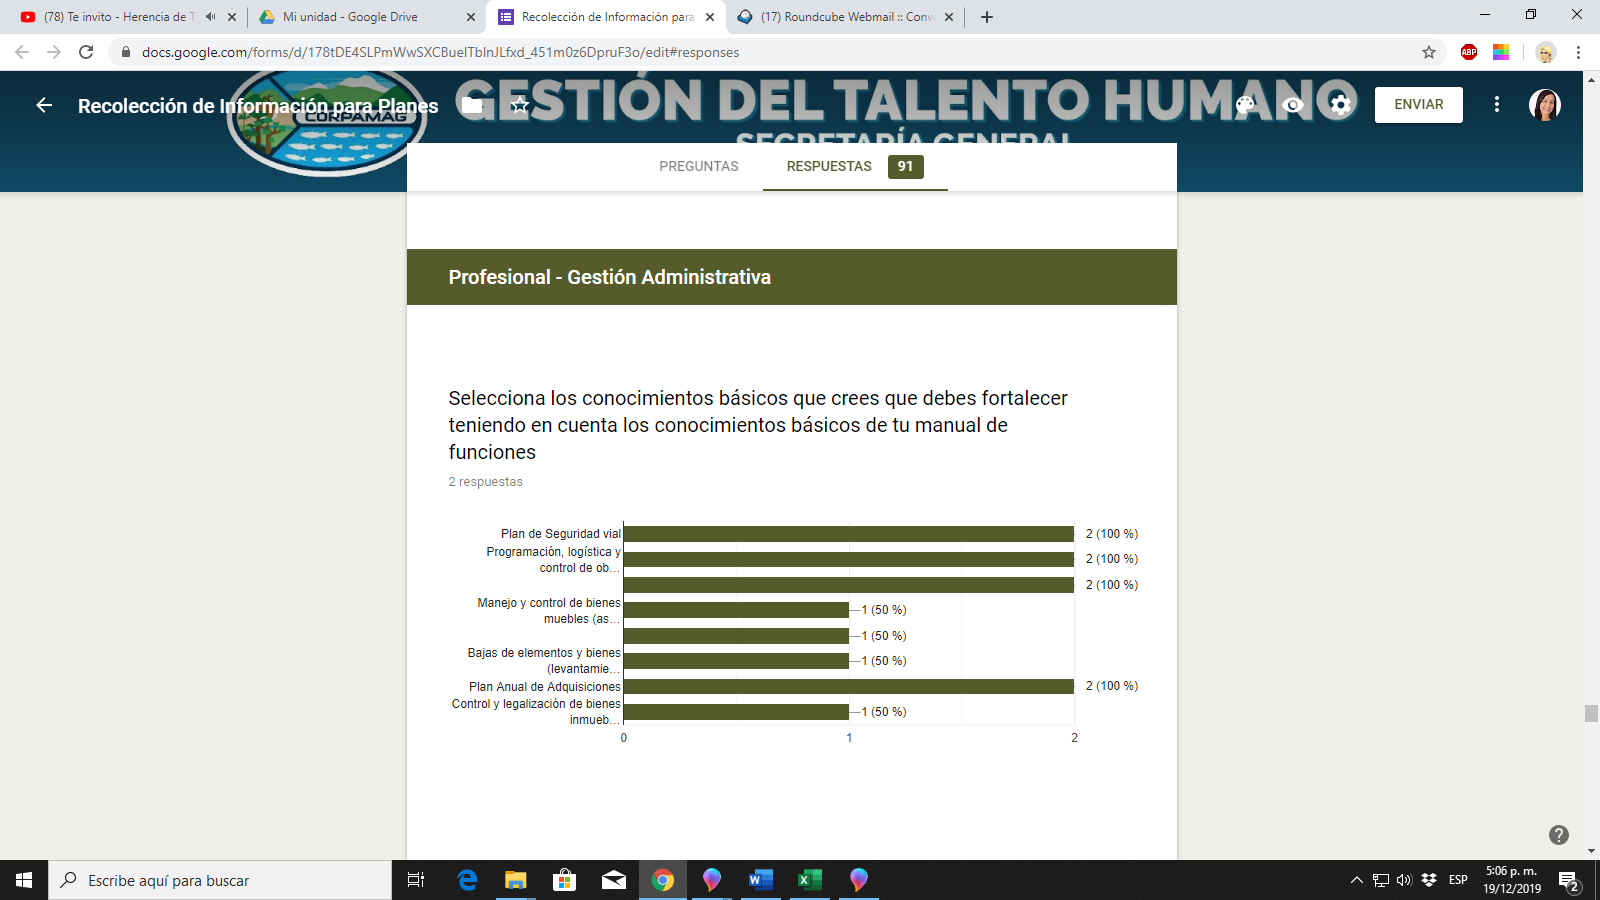 (78) Te invito - Herencia de T
Mi unidad - Google Drive
Recolección de Información para
(17) Roundcube Webmail :: Conv
docs.google.com/forms/d/178tDE4SLPmWwSXCBuelTblnJLfxd_451m0z6DpruF3o/edit#responses
ABP
Recolección de Información para Planes
CORPAMAG
GESTIÓN DEL TALENTO HUMANO
SECRETARÍA GENERAL
ENVIAR
PREGUNTAS
RESPUESTAS 91
Profesional - Gestión Administrativa
Selecciona los conocimientos básicos que crees que debes fortalecer
teniendo en cuenta los conocimientos básicos de tu manual de
funciones
2 respuestas
Plan de Seguridad vial
2 (100 %)
Programación, logística y
control de ob…
2 (100 %)
2 (100 %)
Manejo y control de bienes
muebles (as…
1 (50 %)
1 (50 %)
Bajas de elementos y bienes
(levantamie…
1 (50 %)
Plan Anual de Adquisiciones
2 (100 %)
Control y legalización de bienes
inmueb…
1 (50 %)
0 1 2
Escribe aquí para buscar
ESP
5:06 p. m.
19/12/2019
2